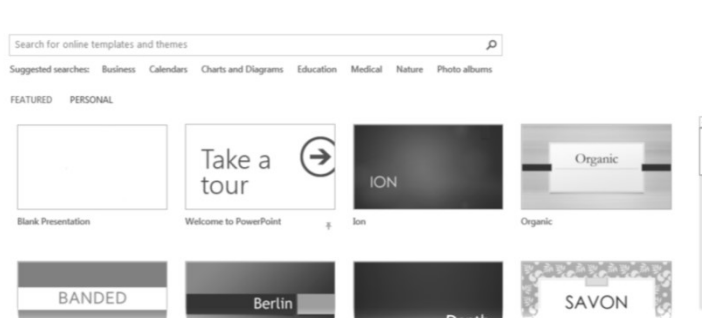 Search for online templates and themes
Suggested searches: Business Calendars Charts and Diagrams Education Medical Nature Photo albums
FEATURED PERSONAL
Take a
tour
ION
Organic
Blank Presentation Welcome to PowerPoint Ion Organic
BANDED
Berlin
SAVON